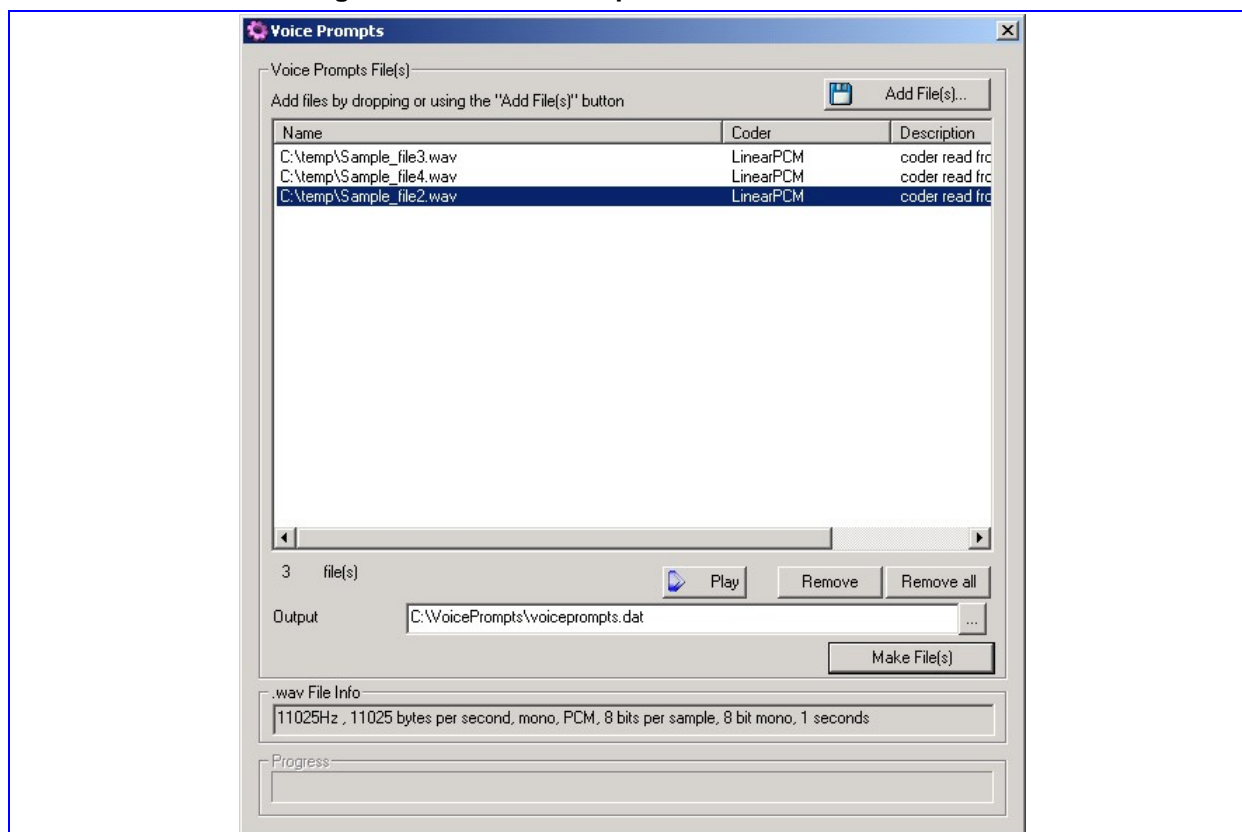 Voice Prompts
Voice Prompts File(s)
Add files by dropping or using the "Add File(s)" button
Add File(s)...
Name Coder Description
C:\temp\Sample_file3.wav LinearPCM coder read fro
C:\temp\Sample_file4.wav LinearPCM coder read fro
C:\temp\Sample_file2.wav LinearPCM coder read fro
3 file(s)
Play Remove Remove all
Output C:\VoicePrompts\voiceprompts.dat ...
Make File(s)
.wav File Info
11025Hz , 11025 bytes per second, mono, PCM, 8 bits per sample, 8 bit mono, 1 seconds
Progress